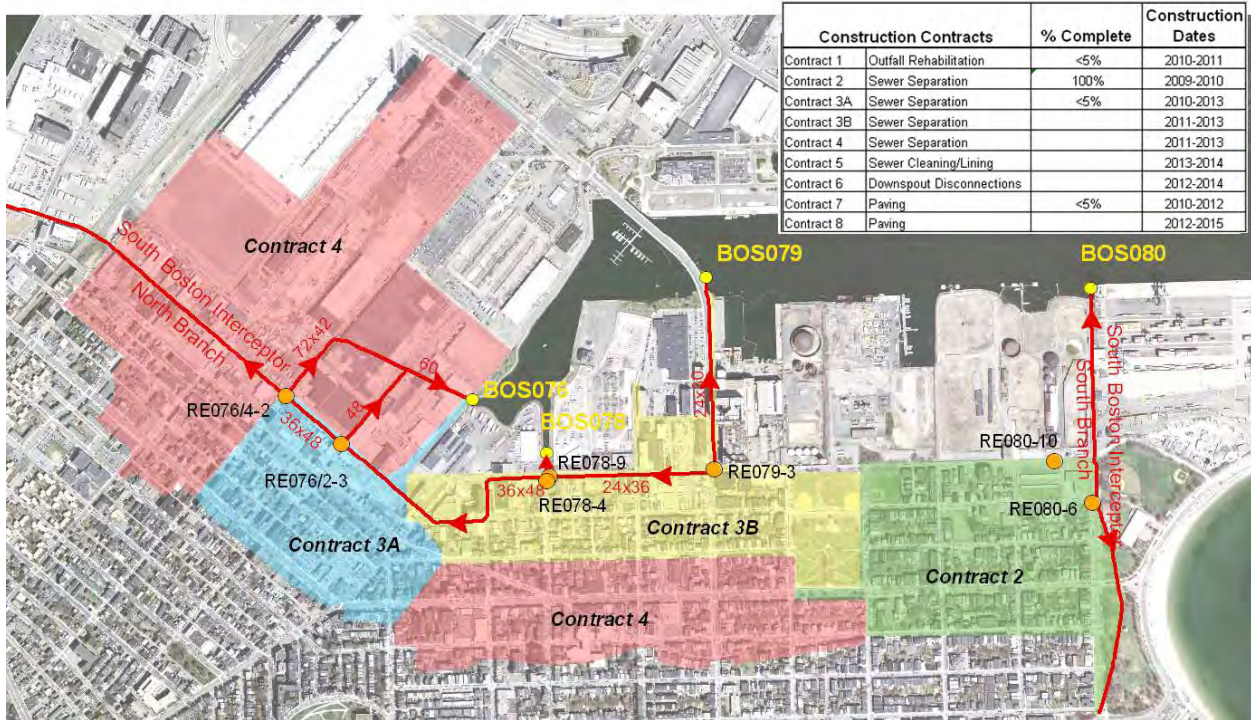 Construction Contracts % Complete Construction Dates
Contract 1 Outfall Rehabilitation <5% 2010-2011
Contract 2 Sewer Separation 100% 2009-2010
Contract 3A Sewer Separation <5% 2010-2013
Contract 3B Sewer Separation 2011-2013
Contract 4 Sewer Separation 2011-2013
Contract 5 Sewer Cleaning/Lining 2013-2014
Contract 6 Downspout Disconnections 2012-2014
Contract 7 Paving <5% 2010-2012
Contract 8 Paving 2012-2015
Contract 4
South Boston Interceptor
North Branch
72x42
60
48
36x48
RE076/4-2
RE076/2-3
BOS076
BOS078
BOS079
BOS080
RE078-9
RE078-4
36x48
24x36
RE079-3
RE080-10
RE080-6
South Boston Interceptor
South Branch
Contract 3A
Contract 3B
Contract 2
Contract 4